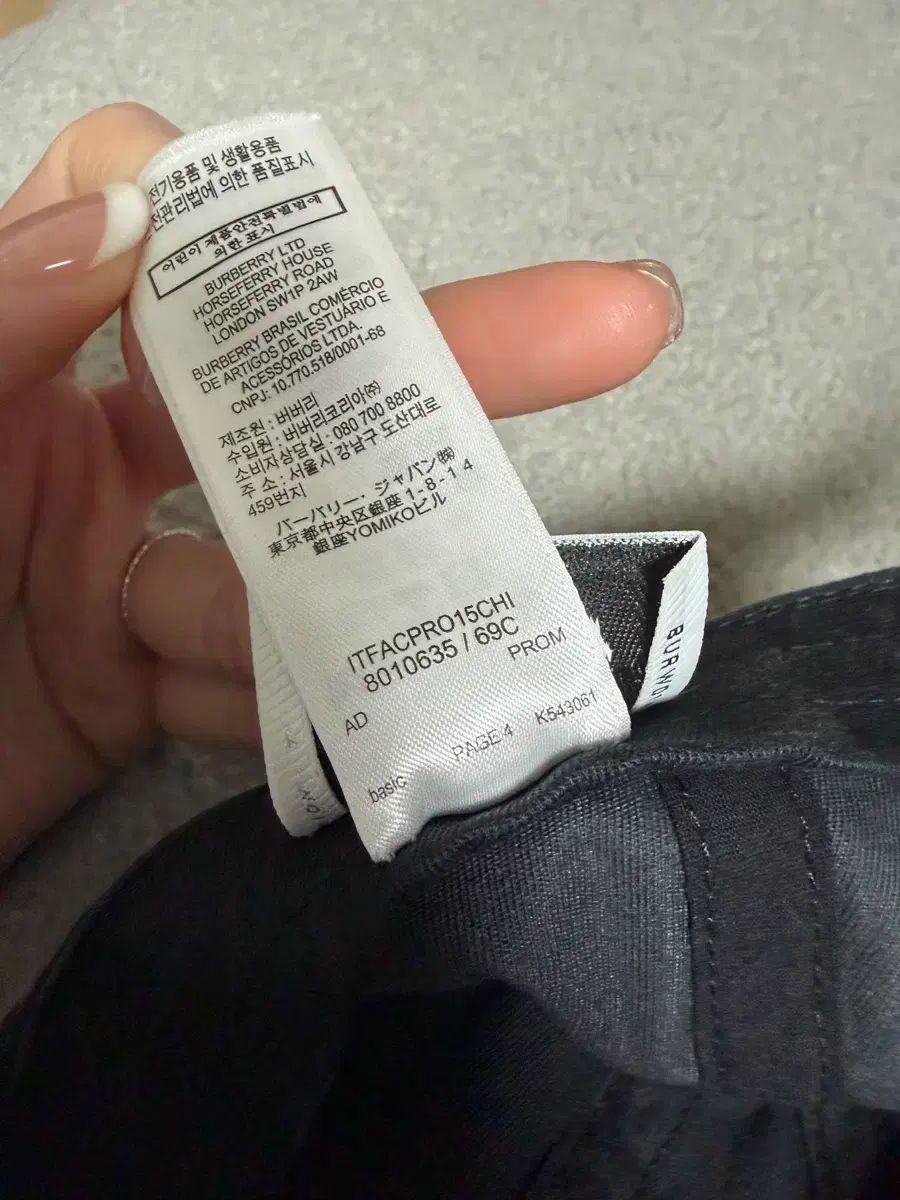 전기용품 및 생활용품
안전관리법에 의한 품질표시
어린이 제품안전특별법에
의한 표시
BURBERRY LTD
HORSEFERRY HOUSE
HORSEFERRY ROAD
LONDON SW1P 2AW
BURBERRY BRASIL COMÉRCIO
DE ARTIGOS DE VESTUÁRIO E
ACESSÓRIOS LTDA.
CNPJ: 10.770.518/0001-68
제조원 : 버버리
수입원 : 버버리코리아㈜
소비자상담실 : 080 700 8800
주 소 : 서울시 강남구 도산대로
459번지
バーバリー・ジャパン㈱
東京都中央区銀座1-8-14
銀座YOMIKOビル
ITFACPRO15CHI
8010635 / 69C
PROM
AD
PAGE 4
K543061
basic